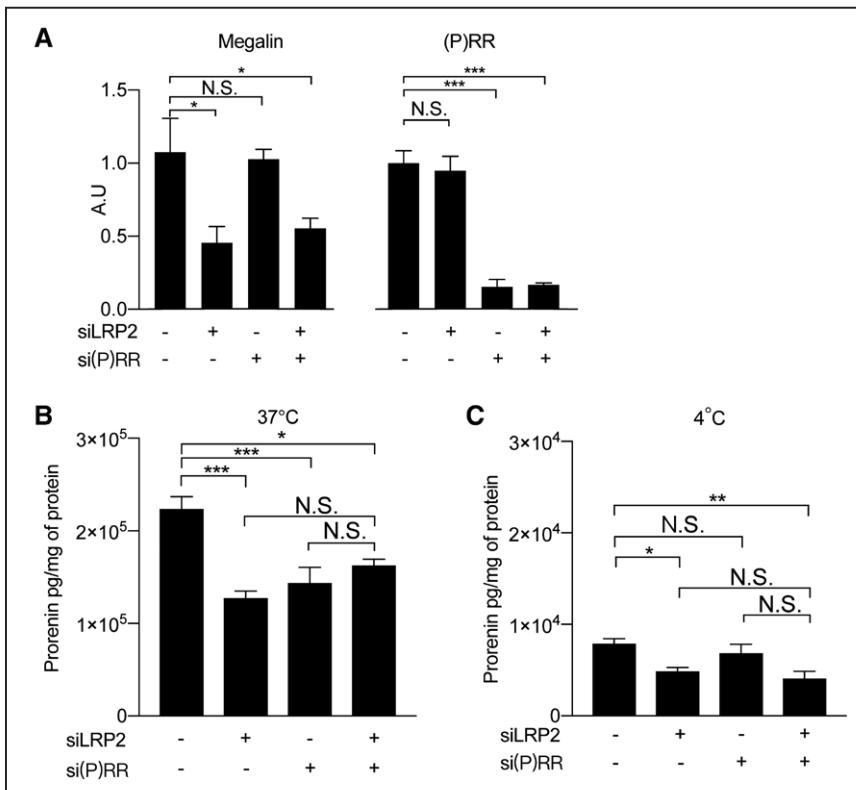 A
Megalin
(P)RR
*
N.S.
*
***
***
N.S.
1.5
1.0
0.5
0.0
A.U
siLRP2 - + - + - + - +
si(P)RR - - + + - - + +
B
37°C
*
***
***
N.S.
N.S.
3×10⁵
2×10⁵
1×10⁵
0
Prorenin pg/mg of protein
siLRP2 - + - +
si(P)RR - - + +
C
4°C
**
N.S.
*
N.S.
N.S.
3×10⁴
2×10⁴
1×10⁴
0
Prorenin pg/mg of protein
siLRP2 - + - +
si(P)RR - - + +